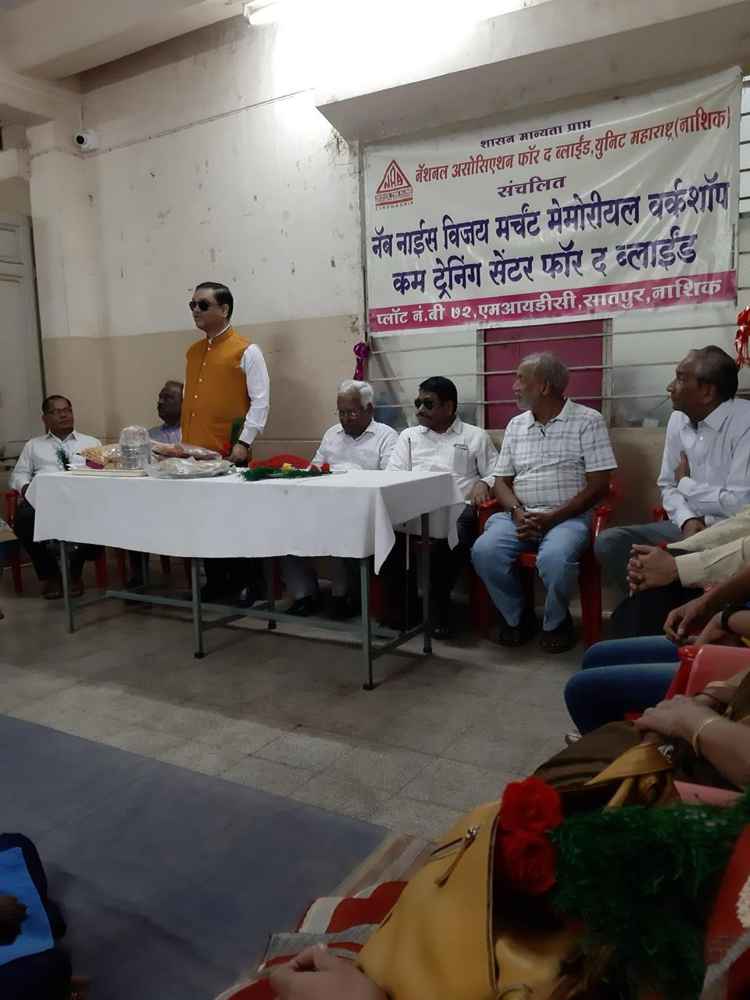 शासन मान्यता प्राप्त
नॅशनल असोसिएशन फॉर द ब्लाईंड,युनिट महाराष्ट्र(नाशिक)
संचलित
NAB
SERVE THE BLIND
नॅब नाईस विजय मर्चंट मेमोरीयल वर्कशॉप
कम ट्रेनिंग सेंटर फॉर द ब्लाईंड
प्लॉट नं.बी ७२,एमआयडीसी,सातपुर,नाशिक